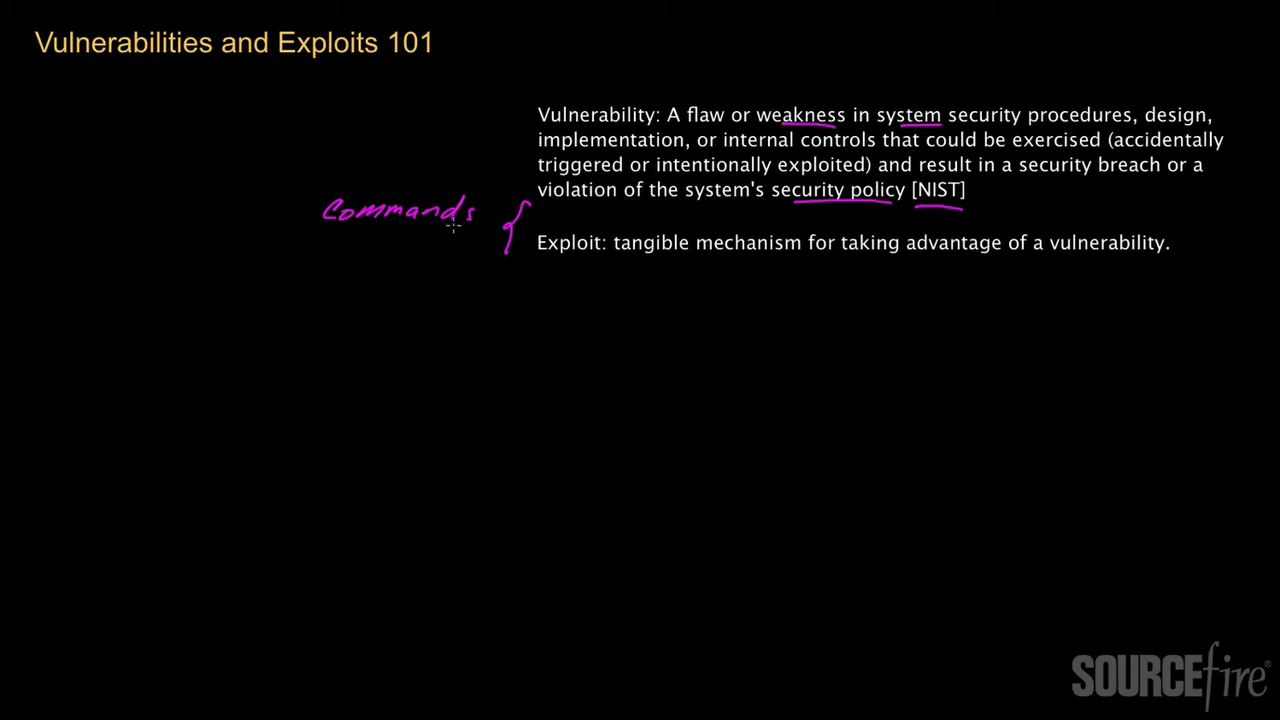 Vulnerabilities and Exploits 101
Vulnerability: A flaw or weakness in system security procedures, design,
implementation, or internal controls that could be exercised (accidentally
triggered or intentionally exploited) and result in a security breach or a
violation of the system's security policy [NIST]
Commands {
Exploit: tangible mechanism for taking advantage of a vulnerability.
SOURCEfire®